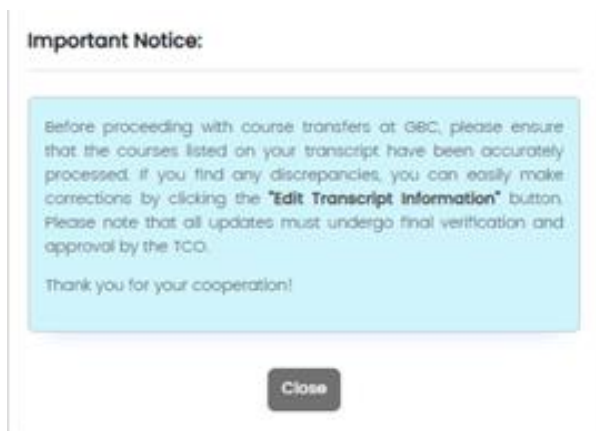 Important Notice:
Before proceeding with course transfers at GBC, please ensure
that the courses listed on your transcript have been accurately
processed. If you find any discrepancies, you can easily make
corrections by clicking the "Edit Transcript Information" button.
Please note that all updates must undergo final verification and
approval by the TCO.
Thank you for your cooperation!
Close